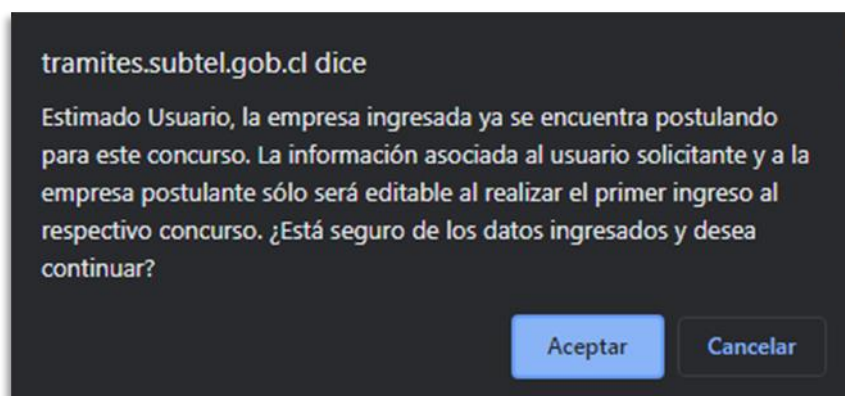 tramites.subtel.gob.cl dice
Estimado Usuario, la empresa ingresada ya se encuentra postulando
para este concurso. La información asociada al usuario solicitante y a la
empresa postulante sólo será editable al realizar el primer ingreso al
respectivo concurso. ¿Está seguro de los datos ingresados y desea
continuar?
Aceptar
Cancelar